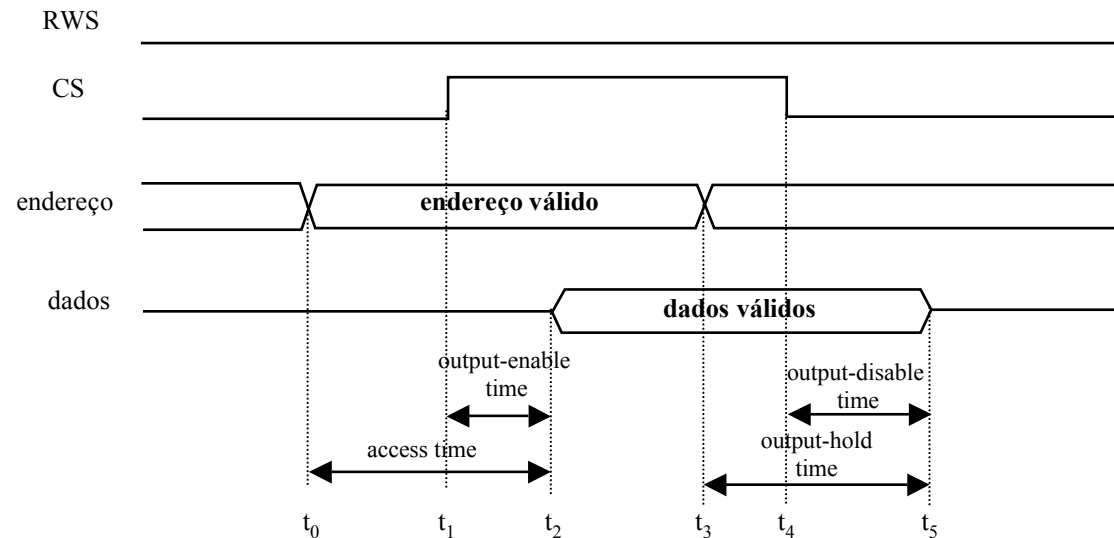 RWS
CS
endereço
endereço válido
dados
dados válidos
output-enable
time
output-disable
time
access time
output-hold
time
t0
t1
t2
t3
t4
t5